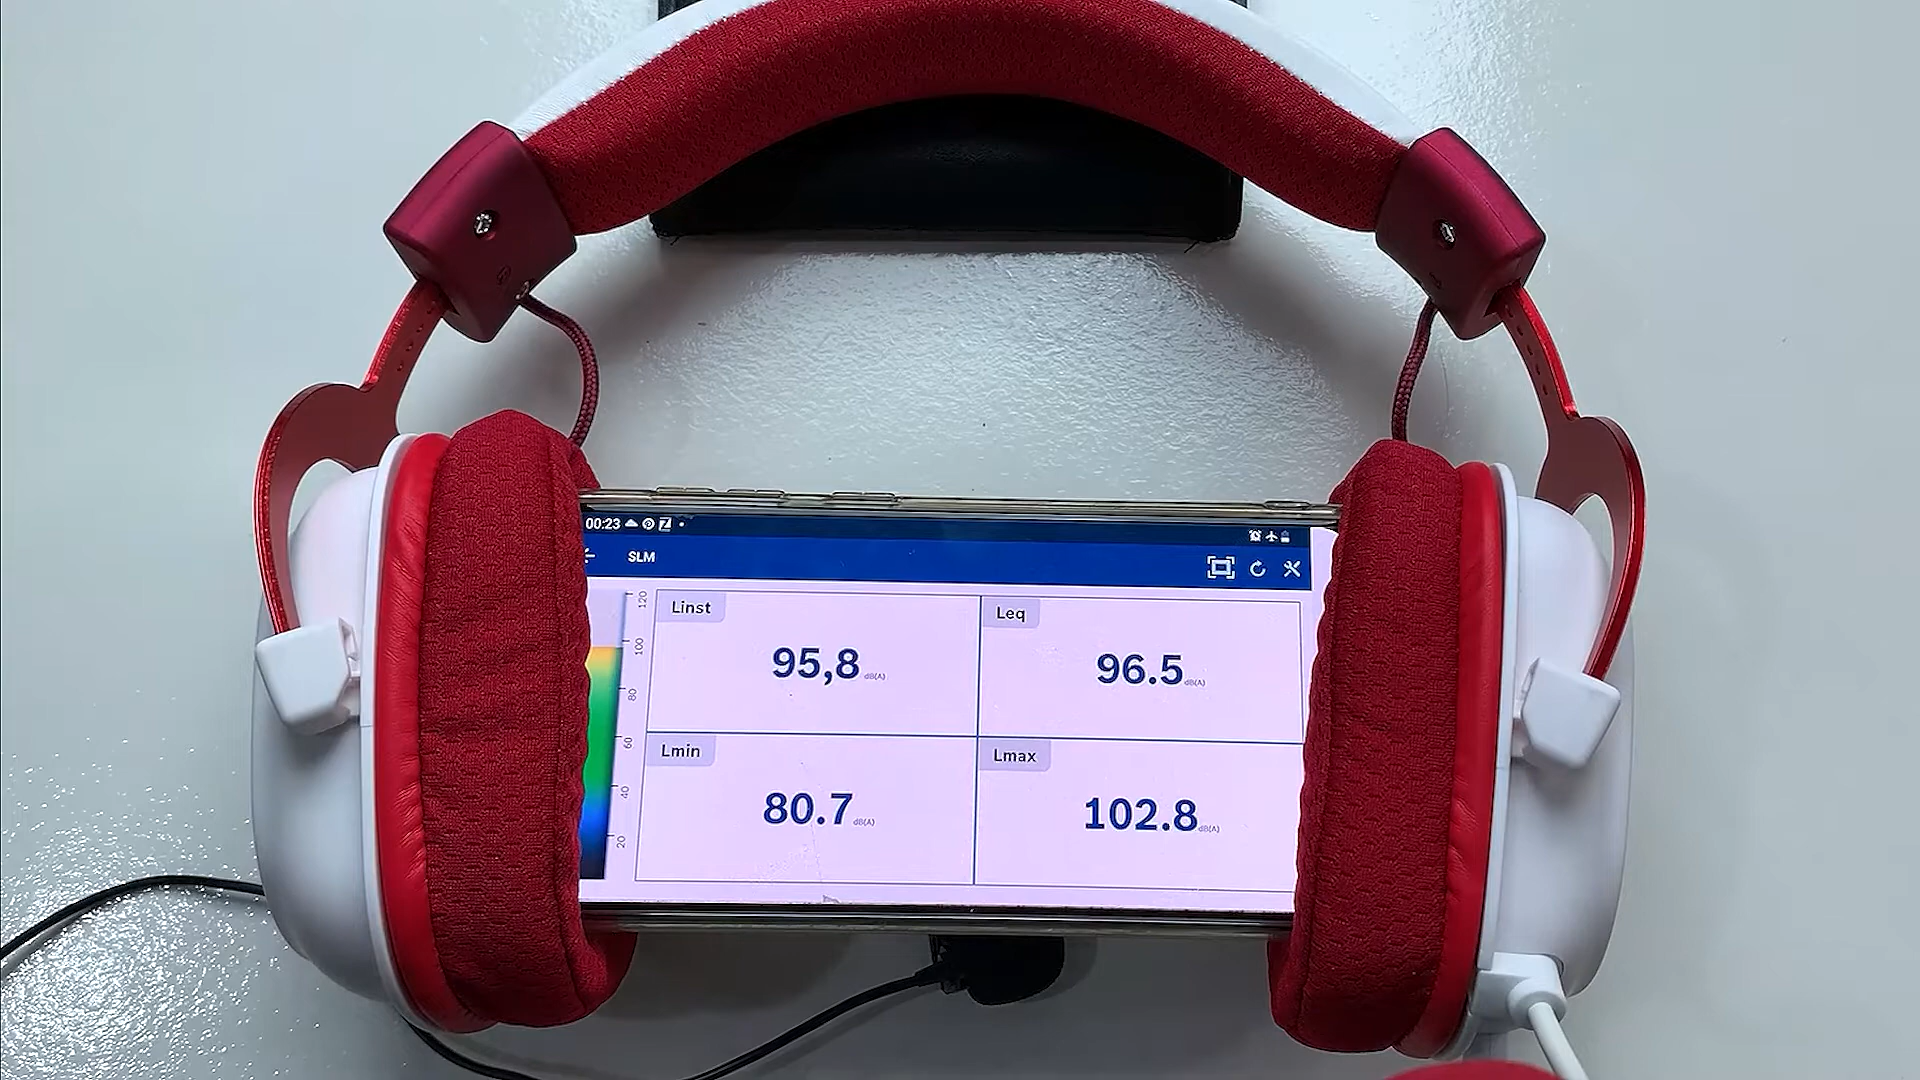 00:23
SLM
120
100
80
60
40
20
Linst
95,8 dB(A)
Leq
96.5 dB(A)
Lmin
80.7 dB(A)
Lmax
102.8 dB(A)